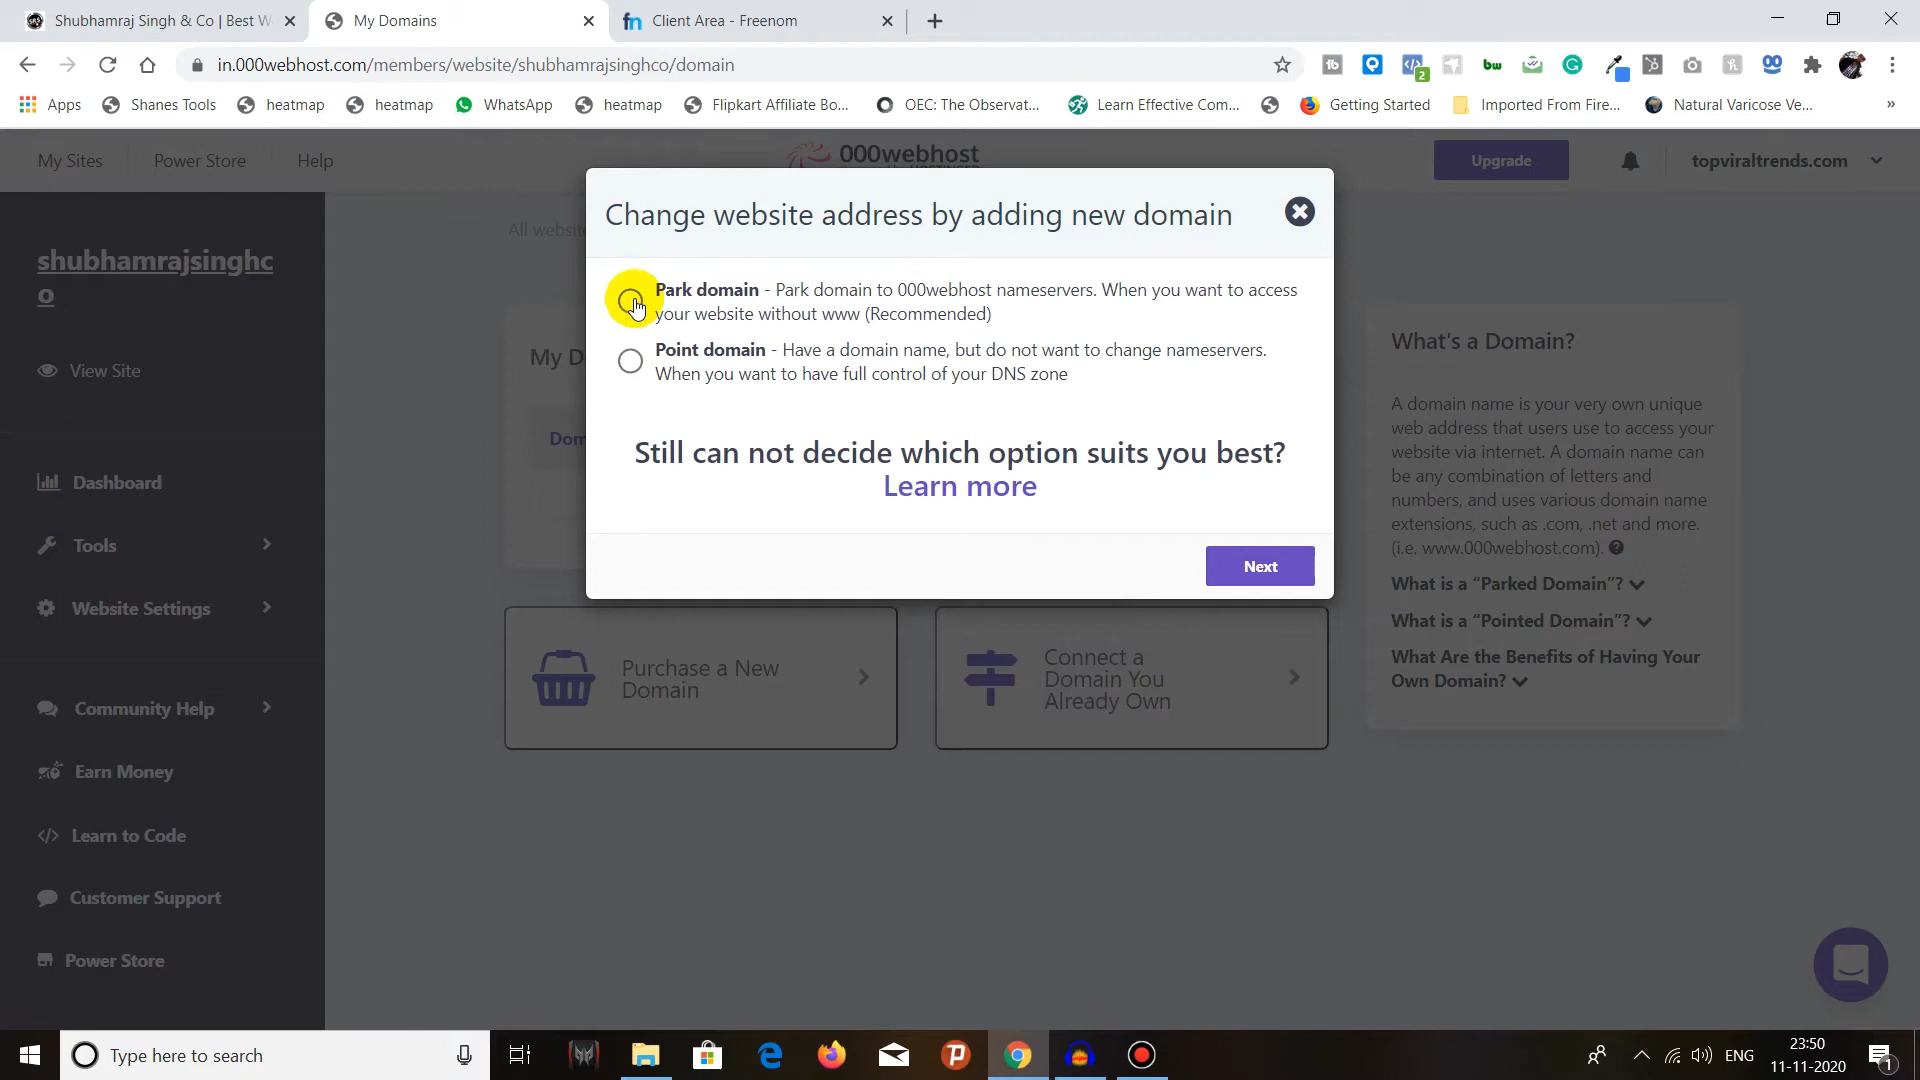 Shubhamraj Singh & Co | Best W
My Domains
Client Area - Freenom
in.000webhost.com/members/website/shubhamrajsinghco/domain
Apps
Shanes Tools
heatmap
heatmap
WhatsApp
heatmap
Flipkart Affiliate Bo...
OEC: The Observat...
Learn Effective Com...
Getting Started
Imported From Fire...
Natural Varicose Ve...
»
My Sites
Power Store
Help
000webhost
Upgrade
topviraltrends.com
shubhamrajsinghc
o
View Site
Dashboard
Tools
Website Settings
Community Help
Earn Money
Learn to Code
Customer Support
Power Store
All website
My D
Dom
Change website address by adding new domain
Park domain - Park domain to 000webhost nameservers. When you want to access
your website without www (Recommended)
Point domain - Have a domain name, but do not want to change nameservers.
When you want to have full control of your DNS zone
Still can not decide which option suits you best?
Learn more
Next
Purchase a New
Domain
Connect a
Domain You
Already Own
What's a Domain?
A domain name is your very own unique
web address that users use to access your
website via internet. A domain name can
be any combination of letters and
numbers, and uses various domain name
extensions, such as .com, .net and more.
(i.e. www.000webhost.com).
What is a “Parked Domain”?
What is a “Pointed Domain”?
What Are the Benefits of Having Your
Own Domain?
Type here to search
ENG
23:50
11-11-2020
1